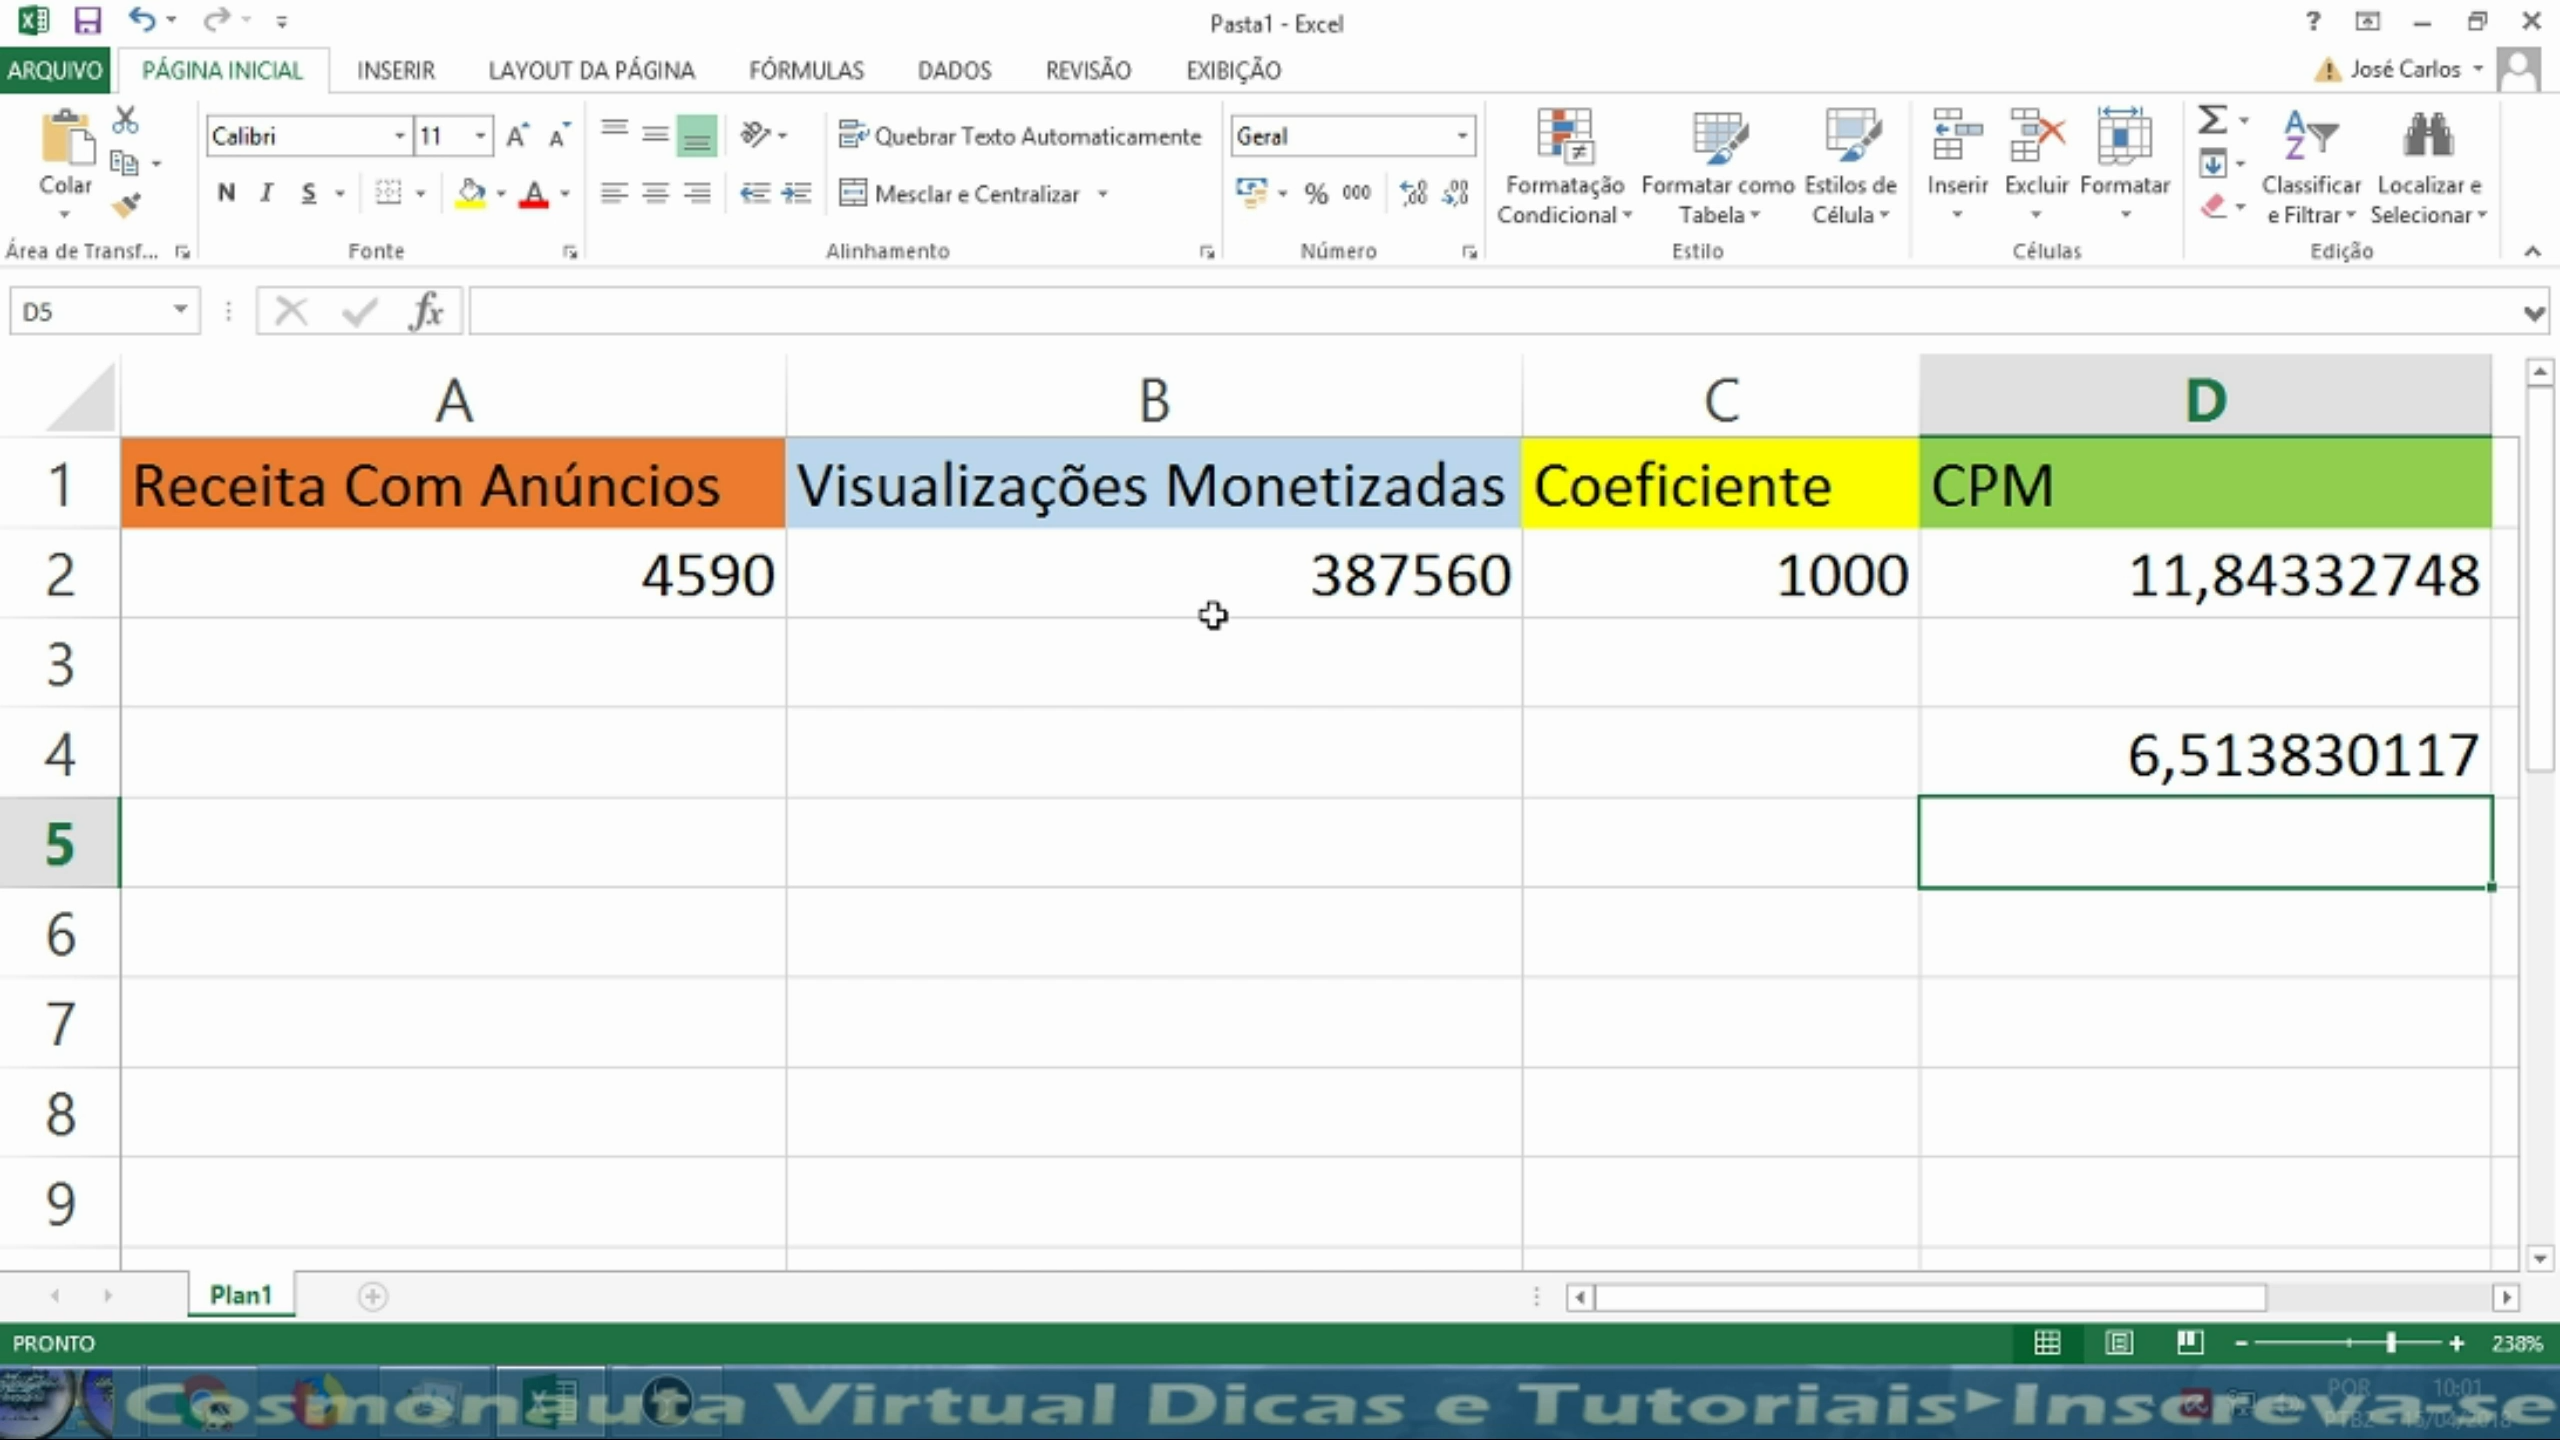 Pasta1 - Excel
?
ARQUIVO PÁGINA INICIAL INSERIR LAYOUT DA PÁGINA FÓRMULAS DADOS REVISÃO EXIBIÇÃO José Carlos
Calibri 11 Quebrar Texto Automaticamente Geral
Colar N I S A Mesclar e Centralizar % 000
Formatação Condicional
Formatar como Tabela
Estilos de Célula
Inserir Excluir Formatar
Classificar e Filtrar
Localizar e Selecionar
Área de Transf... Fonte Alinhamento Número Estilo Células Edição
D5 fx
A B C D
1 Receita Com Anúncios Visualizações Monetizadas Coeficiente CPM
2 4590 387560 1000 11,84332748
3
4 6,513830117
5
6
7
8
9
Plan1
PRONTO 238%
Cosmonauta Virtual Dicas e Tutoriais►Inscreva-se
POR 10:01